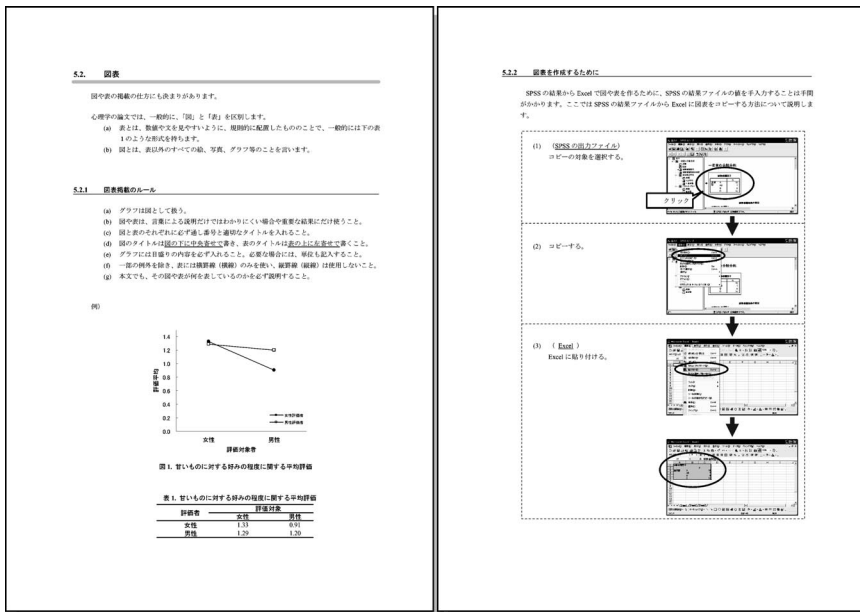 5.2. 図表
図や表の掲載の仕方にも決まりがあります。
心理学の論文では、一般的に、「図」と「表」を区別します。
(a) 表とは、数値や文を見やすいように、規則的に配置したもののことで、一般的には下の表
1のような形式を持ちます。
(b) 図とは、表以外のすべての絵、写真、グラフ等のことを言います。
5.2.1 図表掲載のルール
(a) グラフは図として扱う。
(b) 図や表は、言葉による説明だけではわかりにくい場合や重要な結果にだけ使うこと。
(c) 図と表のそれぞれに必ず通し番号と適切なタイトルを入れること。
(d) 図のタイトルは図の下に中央寄せで書き、表のタイトルは表の上に左寄せで書くこと。
(e) グラフには目盛りの内容を必ず入れること。必要な場合には、単位も記入すること。
(f) 一部の例外を除き、表には横罫線（横線）のみを使い、縦罫線（縦線）は使用しないこと。
(g) 本文でも、その図や表が何を表しているのかを必ず説明すること。
例）
1.4
1.2
1.0
0.8
0.6
0.4
0.2
0.0
評価平均
女性評価者
男性評価者
女性 男性
評価対象者
図1. 甘いものに対する好みの程度に関する平均評価
表1. 甘いものに対する好みの程度に関する平均評価
評価者 評価対象
女性 男性
女性 1.33 0.91
男性 1.29 1.20
5.2.2 図表を作成するために
SPSS の結果から Excel で図や表を作るために、SPSS の結果ファイルの値を手入力することは手間
がかかります。ここでは SPSS の結果ファイルから Excel に図表をコピーする方法について説明しま
す。
(1) （SPSS の出力ファイル）
コピーの対象を選択する。
クリック
(2) コピーする。
(3) （ Excel ）
Excel に貼り付ける。